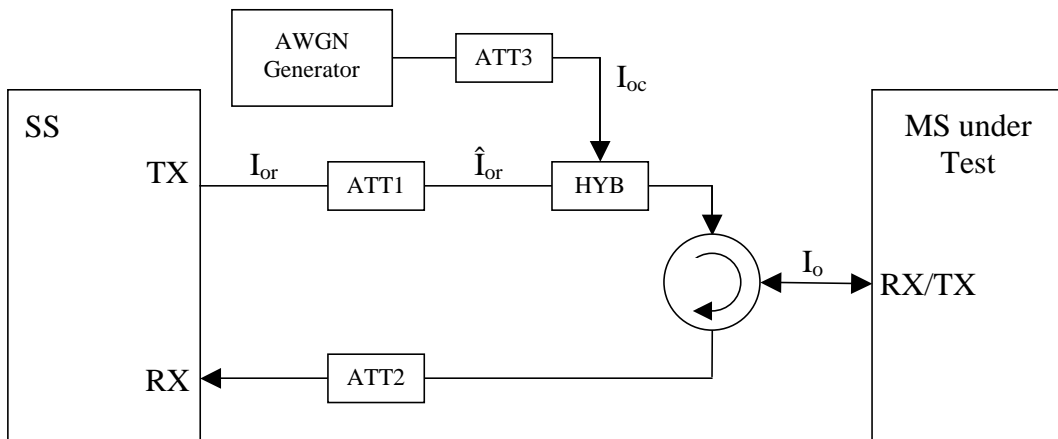 AWGN
Generator
ATT3
I_oc
SS
MS under
Test
TX
I_or
ATT1
Î_or
HYB
I_o
RX/TX
RX
ATT2